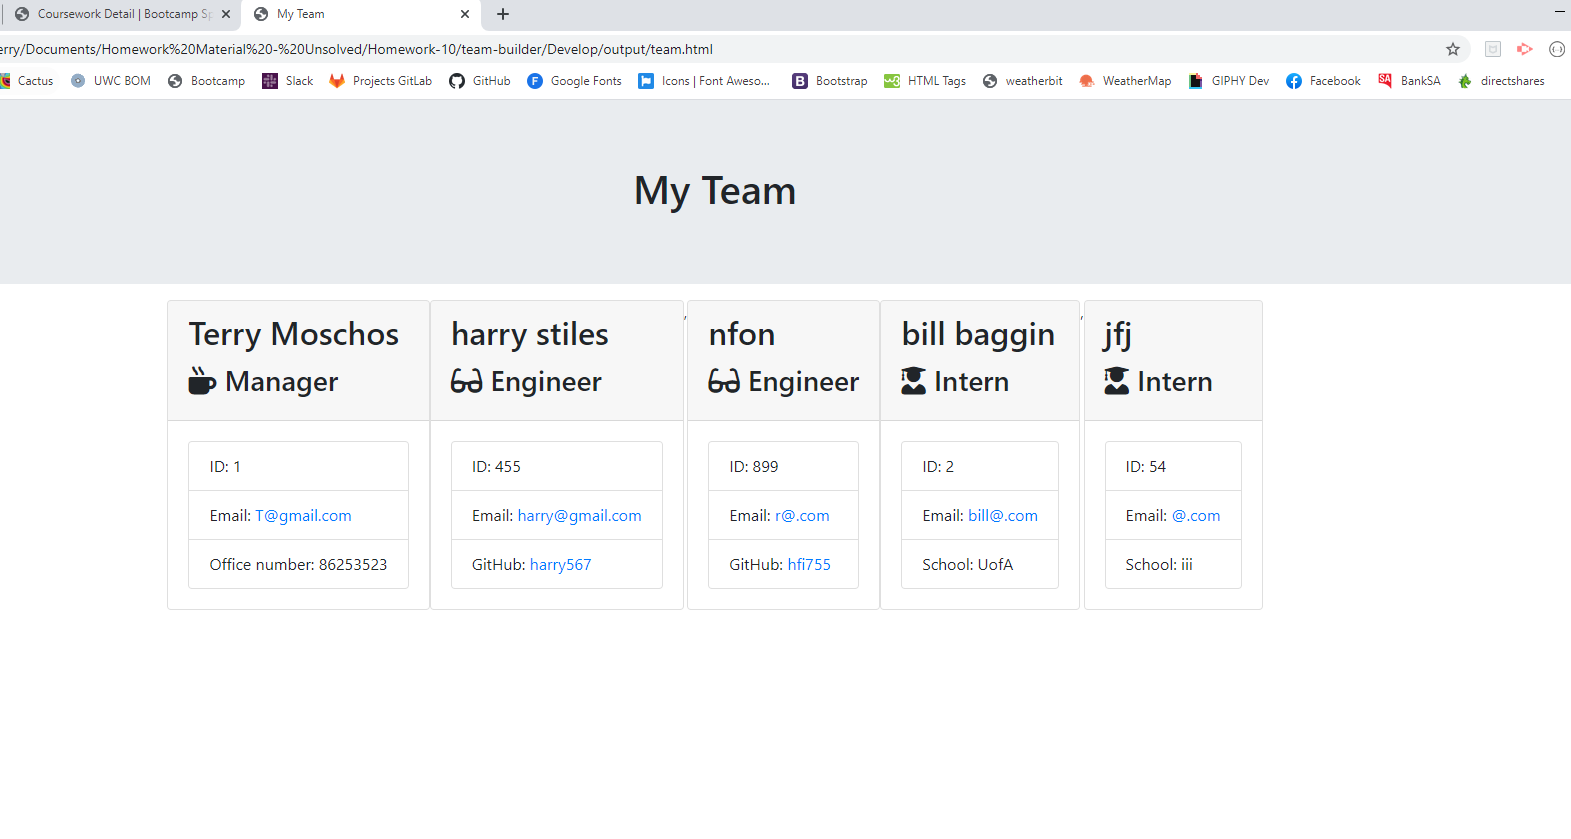 Coursework Detail | Bootcamp Sp
My Team
erry/Documents/Homework%20Material%20-%20Unsolved/Homework-10/team-builder/Develop/output/team.html
Cactus UWC BOM Bootcamp Slack Projects GitLab GitHub Google Fonts Icons | Font Aweso... B Bootstrap HTML Tags weatherbit WeatherMap GIPHY Dev Facebook SA BankSA directshares
My Team
Terry Moschos
Manager
ID: 1
Email: T@gmail.com
Office number: 86253523
harry stiles
Engineer
ID: 455
Email: harry@gmail.com
GitHub: harry567
,
nfon
Engineer
ID: 899
Email: r@.com
GitHub: hfi755
bill baggin
Intern
ID: 2
Email: bill@.com
School: UofA
,
jfj
Intern
ID: 54
Email: @.com
School: iii